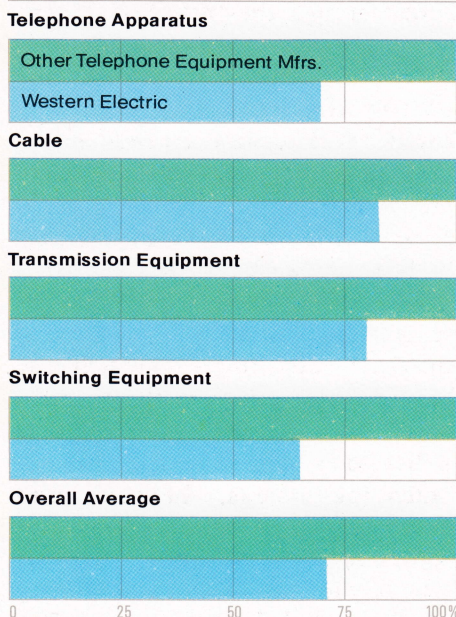 Telephone Apparatus
Other Telephone Equipment Mfrs.
Western Electric
Cable
Transmission Equipment
Switching Equipment
Overall Average
0 25 50 75 100%